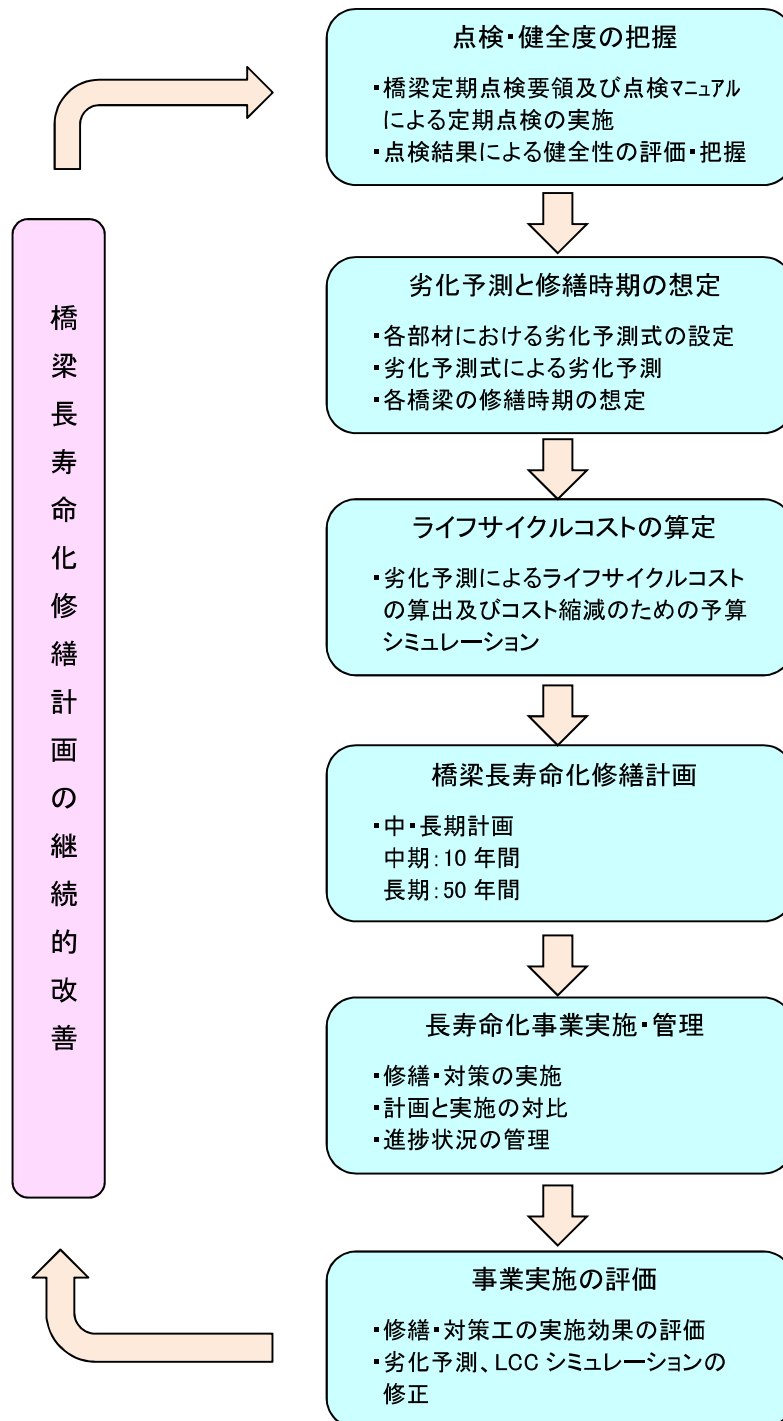 点検・健全度の把握
・橋梁定期点検要領及び点検マニュアル
による定期点検の実施
・点検結果による健全性の評価・把握
劣化予測と修繕時期の想定
・各部材における劣化予測式の設定
・劣化予測式による劣化予測
・各橋梁の修繕時期の想定
ライフサイクルコストの算定
・劣化予測によるライフサイクルコスト
の算出及びコスト縮減のための予算
シミュレーション
橋梁長寿命化修繕計画
・中・長期計画
中期:10 年間
長期:50 年間
長寿命化事業実施・管理
・修繕・対策の実施
・計画と実施の対比
・進捗状況の管理
事業実施の評価
・修繕・対策工の実施効果の評価
・劣化予測、LCC シミュレーションの
修正
橋梁長寿命化修繕計画の継続的改善